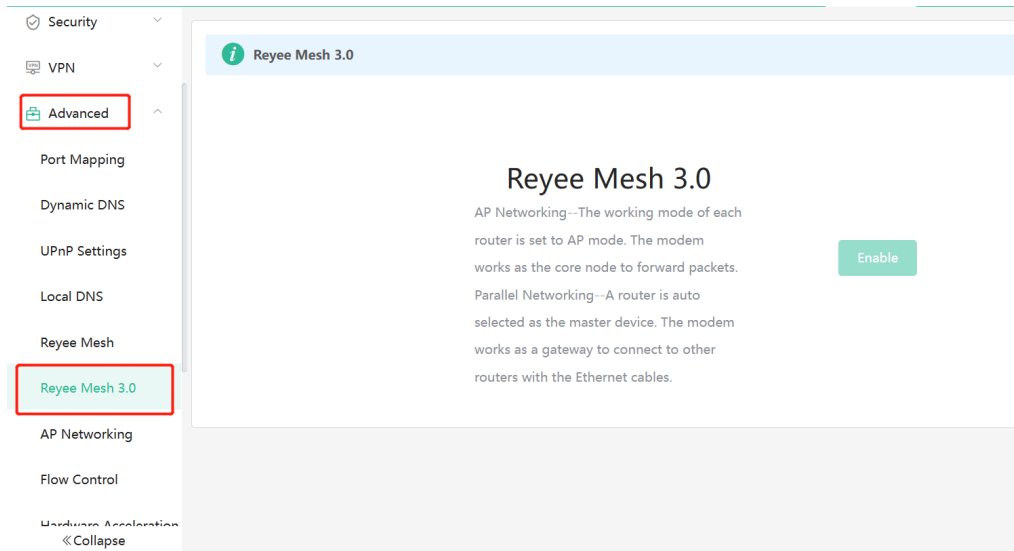 Security
VPN
Advanced
Port Mapping
Dynamic DNS
UPnP Settings
Local DNS
Reyee Mesh
Reyee Mesh 3.0
AP Networking
Flow Control
Hardware Acceleration
Collapse
Reyee Mesh 3.0
Reyee Mesh 3.0
AP Networking--The working mode of each
router is set to AP mode. The modem
works as the core node to forward packets.
Parallel Networking--A router is auto
selected as the master device. The modem
works as a gateway to connect to other
routers with the Ethernet cables.
Enable